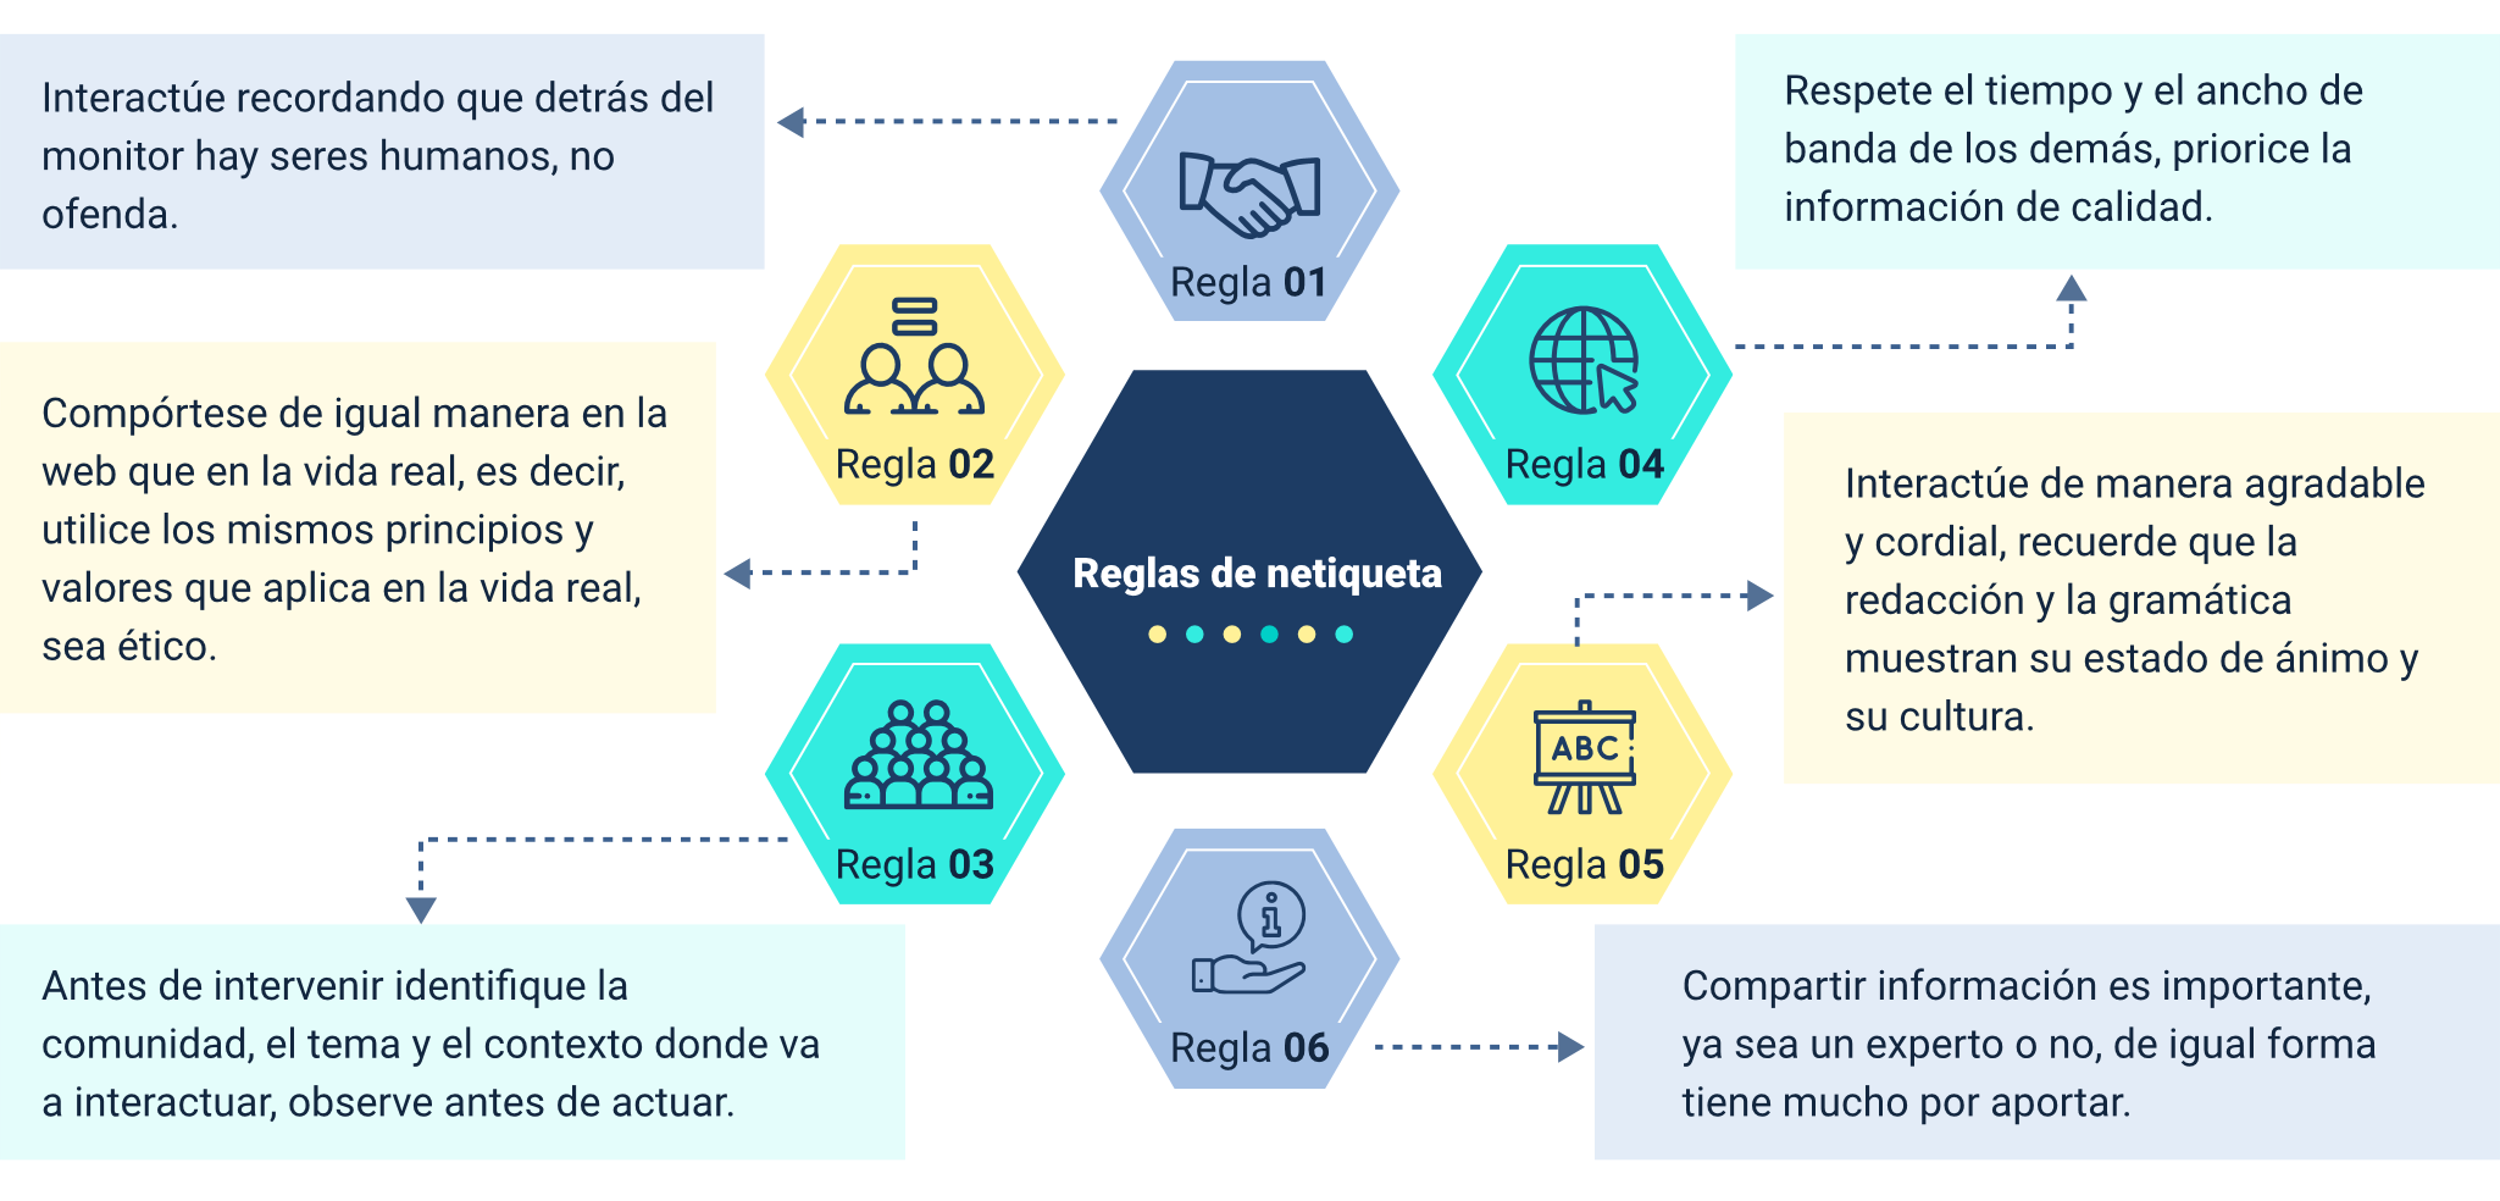 Reglas de netiqueta
Regla 01
Interactúe recordando que detrás del
monitor hay seres humanos, no
ofenda.
Regla 02
Compórtese de igual manera en la
web que en la vida real, es decir,
utilice los mismos principios y
valores que aplica en la vida real,
sea ético.
Regla 03
Antes de intervenir identifique la
comunidad, el tema y el contexto donde va
a interactuar, observe antes de actuar.
Regla 04
Respete el tiempo y el ancho de
banda de los demás, priorice la
información de calidad.
ABC
Regla 05
Interactúe de manera agradable
y cordial, recuerde que la
redacción y la gramática
muestran su estado de ánimo y
su cultura.
i
Regla 06
Compartir información es importante,
ya sea un experto o no, de igual forma
tiene mucho por aportar.